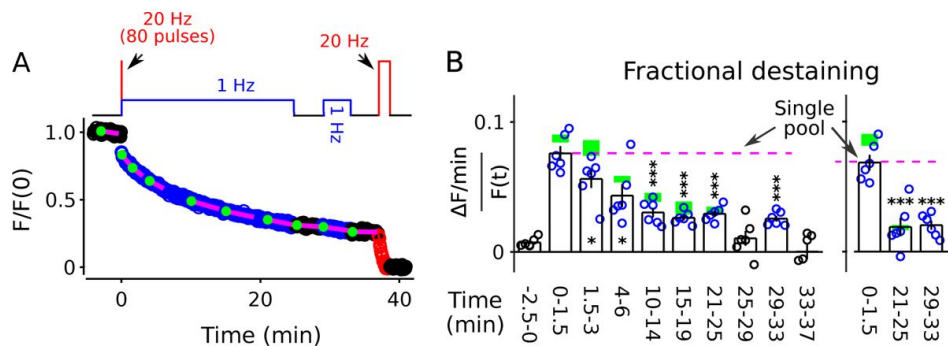 A
20 Hz
(80 pulses)
20 Hz
1 Hz
1 Hz
F/F(0)
1.0
0.5
0
0
20
40
Time (min)
B
Fractional destaining
Single
pool
ΔF/min
F(t)
0.1
0
***
***
***
***
*
*
***
***
Time
(min)
-2.5-0
0-1.5
1.5-3
4-6
10-14
15-19
21-25
25-29
29-33
33-37
0-1.5
21-25
29-33